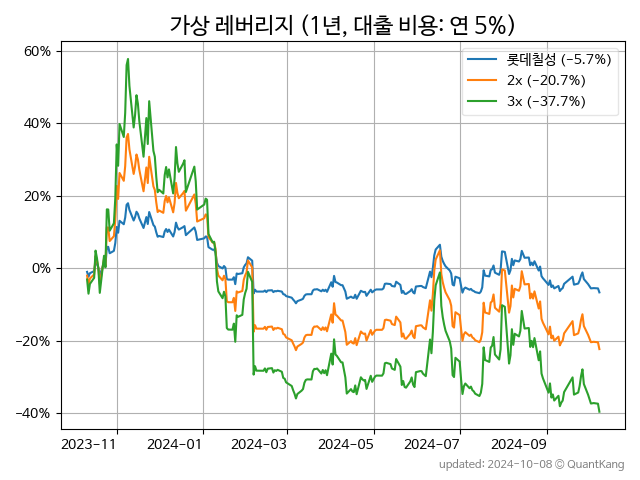 가상 레버리지 (1년, 대출 비용: 연 5%)
롯데칠성 (−5.7%)
2x (−20.7%)
3x (−37.7%)
60%
40%
20%
0%
−20%
−40%
2023-11 2024-01 2024-03 2024-05 2024-07 2024-09
updated: 2024-10-08 © QuantKang